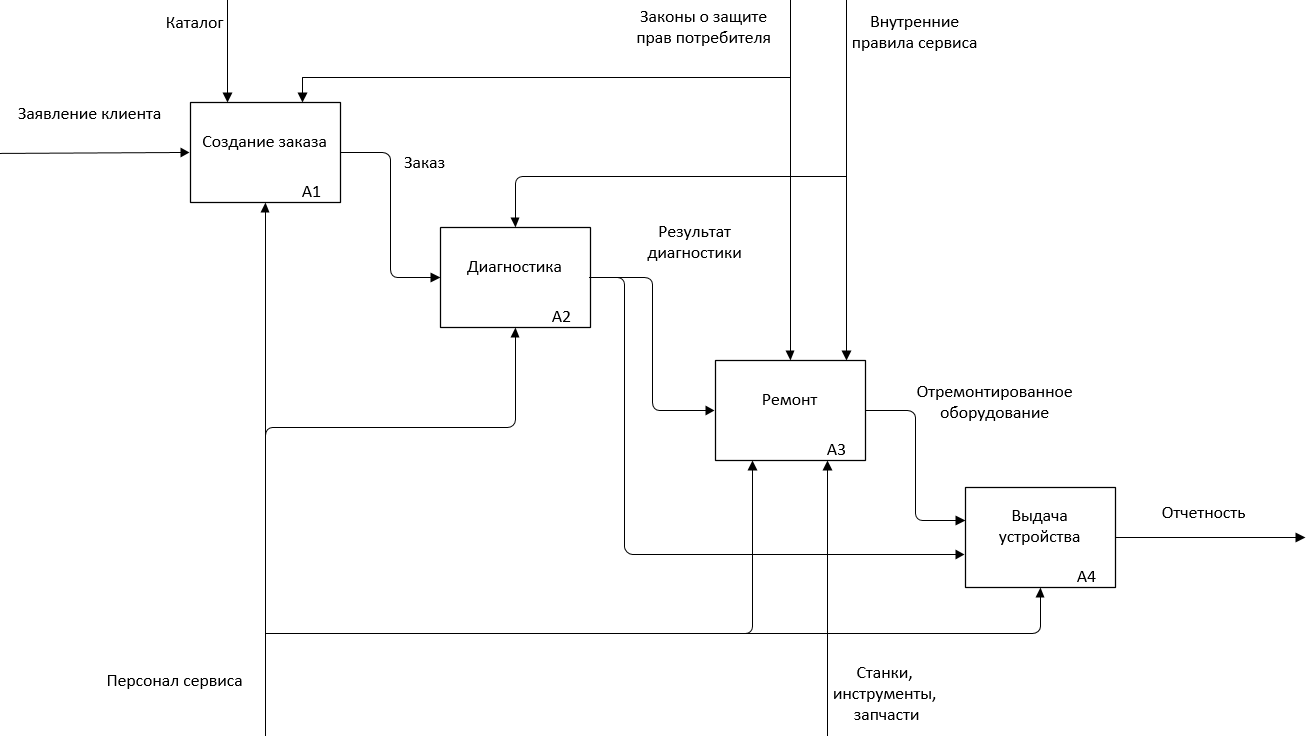 Каталог
Законы о защите
прав потребителя
Внутренние
правила сервиса
Заявление клиента
Создание заказа
A1
Заказ
Диагностика
A2
Результат
диагностики
Ремонт
A3
Отремонтированное
оборудование
Выдача
устройства
A4
Отчетность
Персонал сервиса
Станки,
инструменты,
запчасти